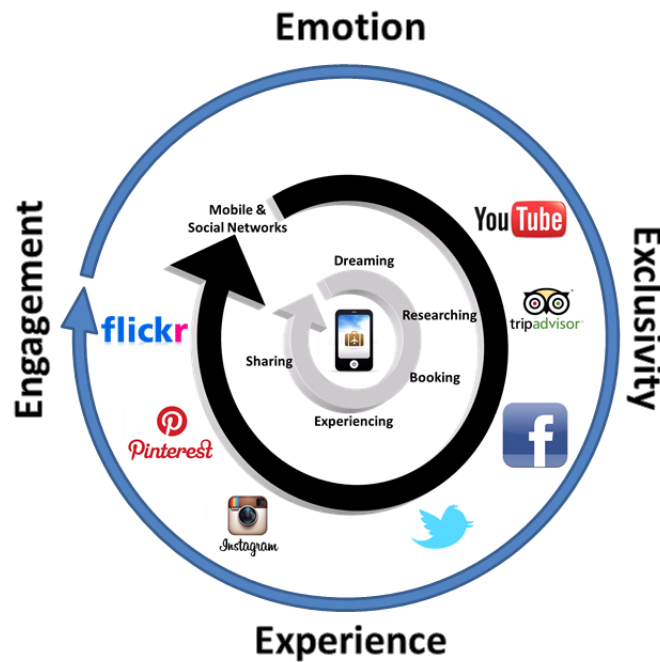 Emotion
Mobile &
Social Networks
YouTube
Dreaming
Engagement
Exclusivity
flickr
Researching
tripadvisor
Sharing
Booking
f
Experiencing
Pinterest
Instagram
Experience